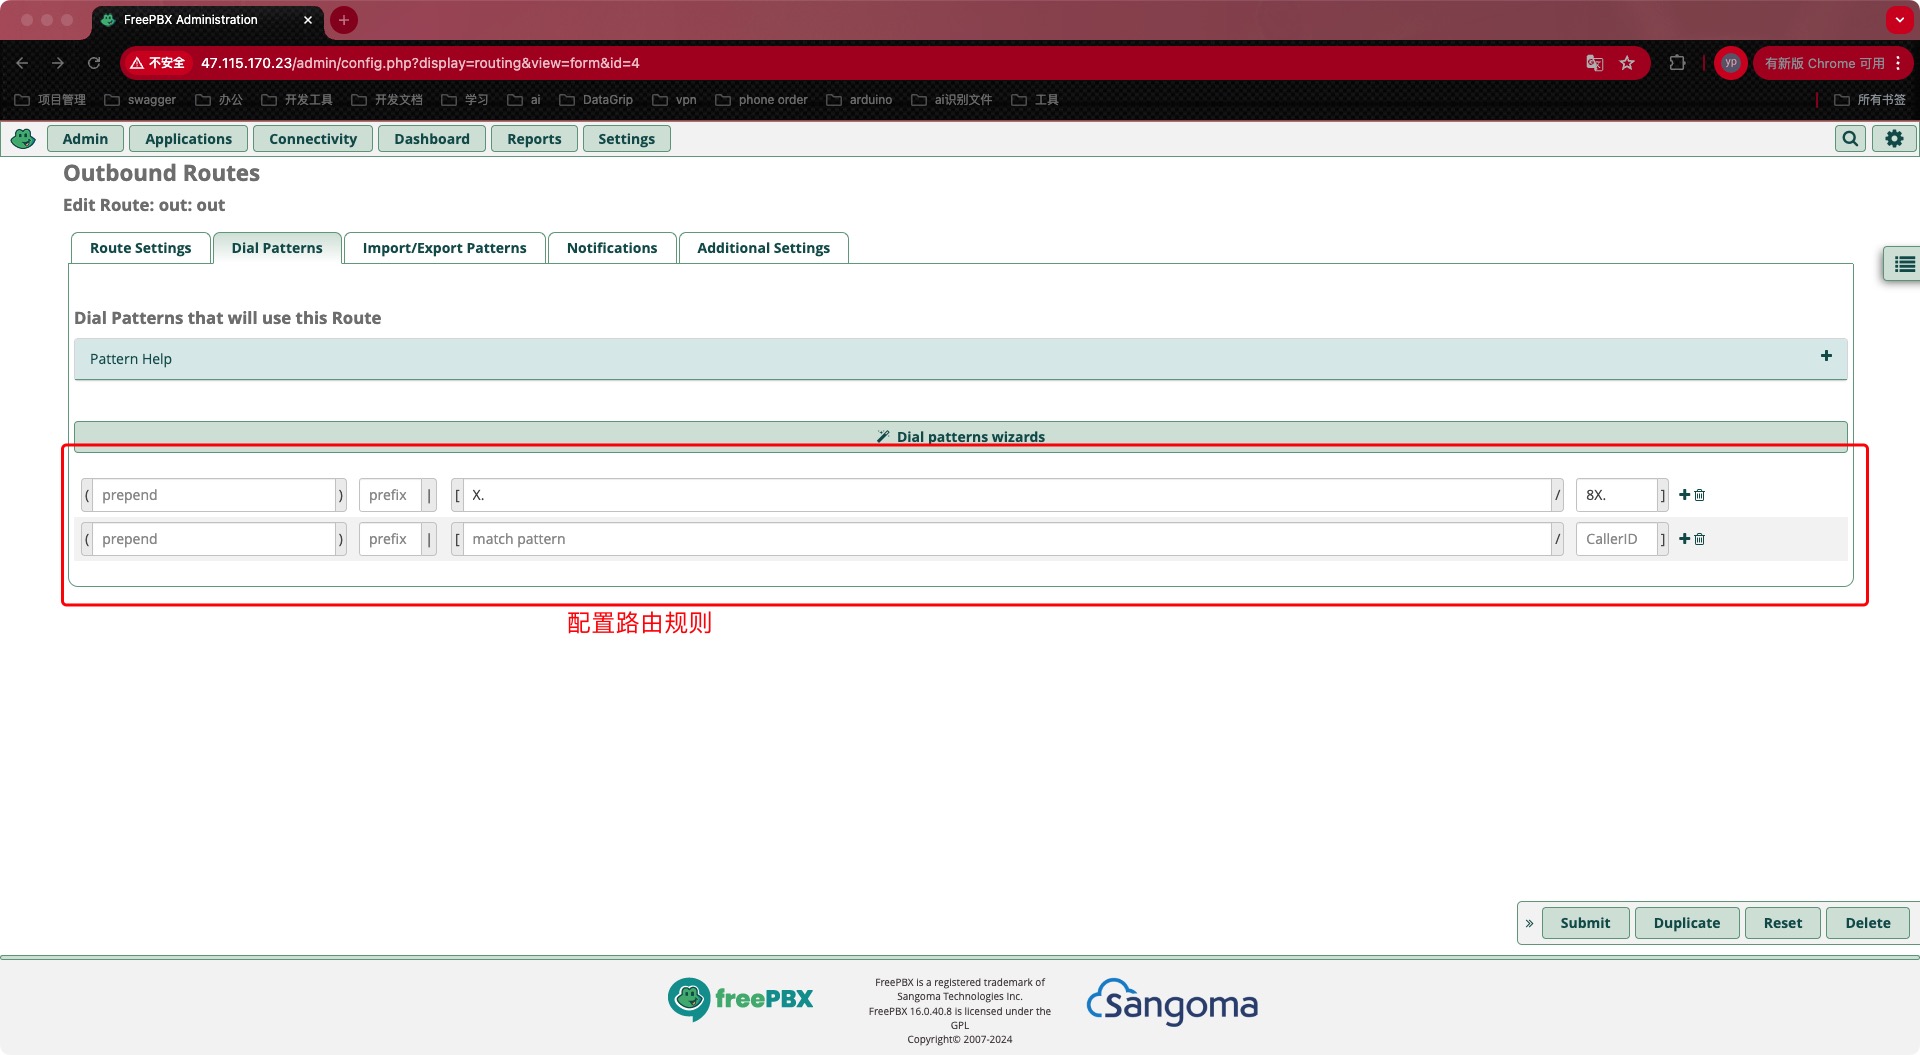 FreePBX Administration
不安全 47.115.170.23/admin/config.php?display=routing&view=form&id=4 yp 有新版 Chrome 可用
项目管理 swagger 办公 开发工具 开发文档 学习 ai DataGrip vpn phone order arduino ai识别文件 工具 所有书签
Admin Applications Connectivity Dashboard Reports Settings
Outbound Routes
Edit Route: out: out
Route Settings Dial Patterns Import/Export Patterns Notifications Additional Settings
Dial Patterns that will use this Route
Pattern Help
Dial patterns wizards
( prepend ) prefix | [ X. / 8X. ]
( prepend ) prefix | [ match pattern / CallerID ]
配置路由规则
» Submit Duplicate Reset Delete
freePBX
FreePBX is a registered trademark of
Sangoma Technologies Inc.
FreePBX 16.0.40.8 is licensed under the
GPL
Copyright© 2007-2024
Sangoma